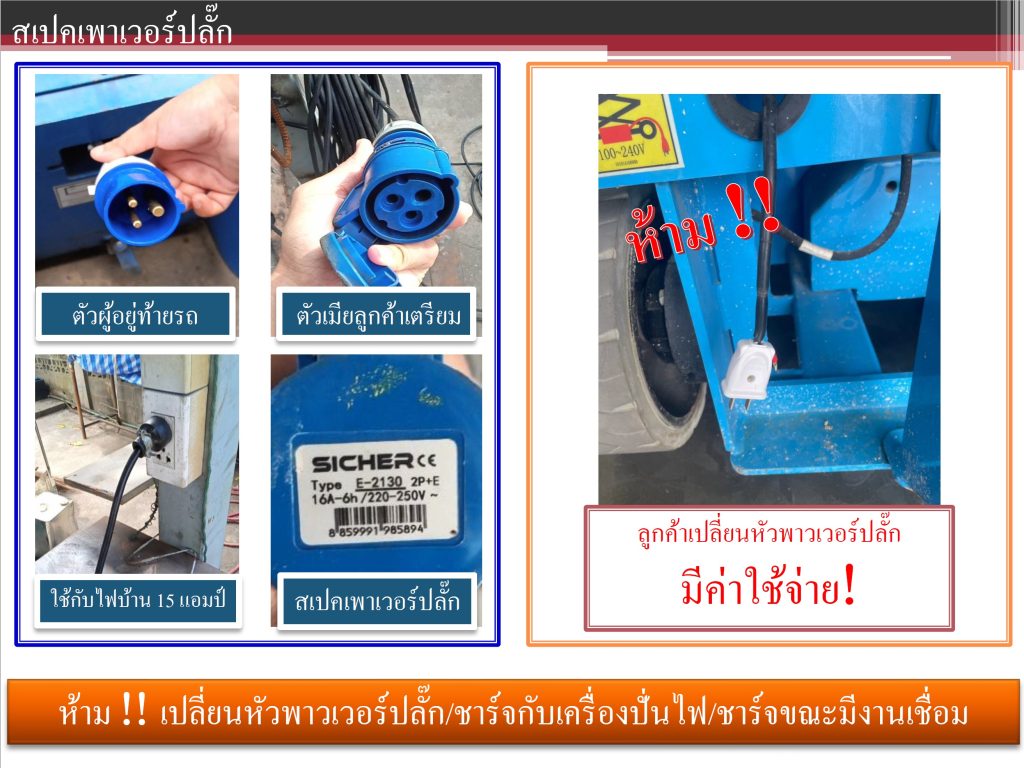 สเปคเพาเวอร์ปลั๊ก
ตัวผู้อยู่ท้ายรถ
ตัวเมียลูกค้าเตรียม
ใช้กับไฟบ้าน 15 แอมป์
SICHER CE
Type E-2130 2P+E
16A-6h/220-250V ~
8 859991 985894
สเปคเพาเวอร์ปลั๊ก
100~240V
ห้าม !!
ลูกค้าเปลี่ยนหัวพาวเวอร์ปลั๊ก
มีค่าใช้จ่าย!
ห้าม !! เปลี่ยนหัวพาวเวอร์ปลั๊ก/ชาร์จกับเครื่องปั่นไฟ/ชาร์จขณะมีงานเชื่อม